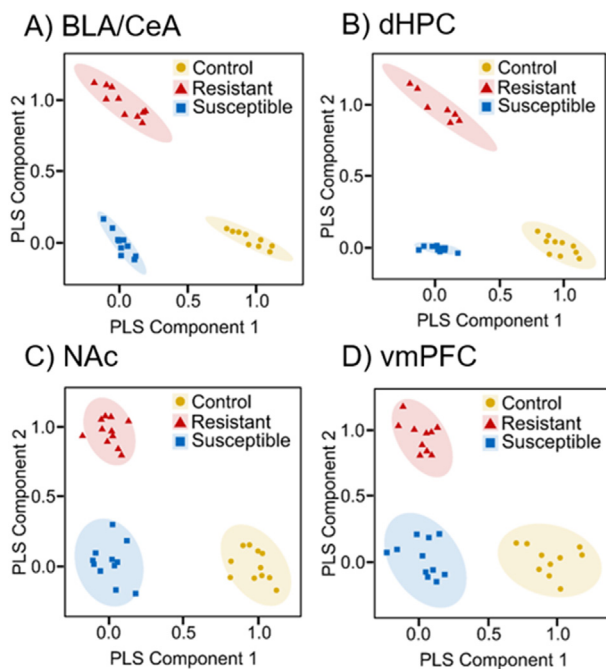 A) BLA/CeA
Control
Resistant
Susceptible
PLS Component 2
1.0
0.5
0.0
0.0
0.5
1.0
PLS Component 1
B) dHPC
Control
Resistant
Susceptible
PLS Component 2
1.0
0.5
0.0
0.0
0.5
1.0
PLS Component 1
C) NAc
Control
Resistant
Susceptible
PLS Component 2
1.0
0.5
0.0
0.0
0.5
1.0
PLS Component 1
D) vmPFC
Control
Resistant
Susceptible
PLS Component 2
1.0
0.5
0.0
0.0
0.5
1.0
PLS Component 1